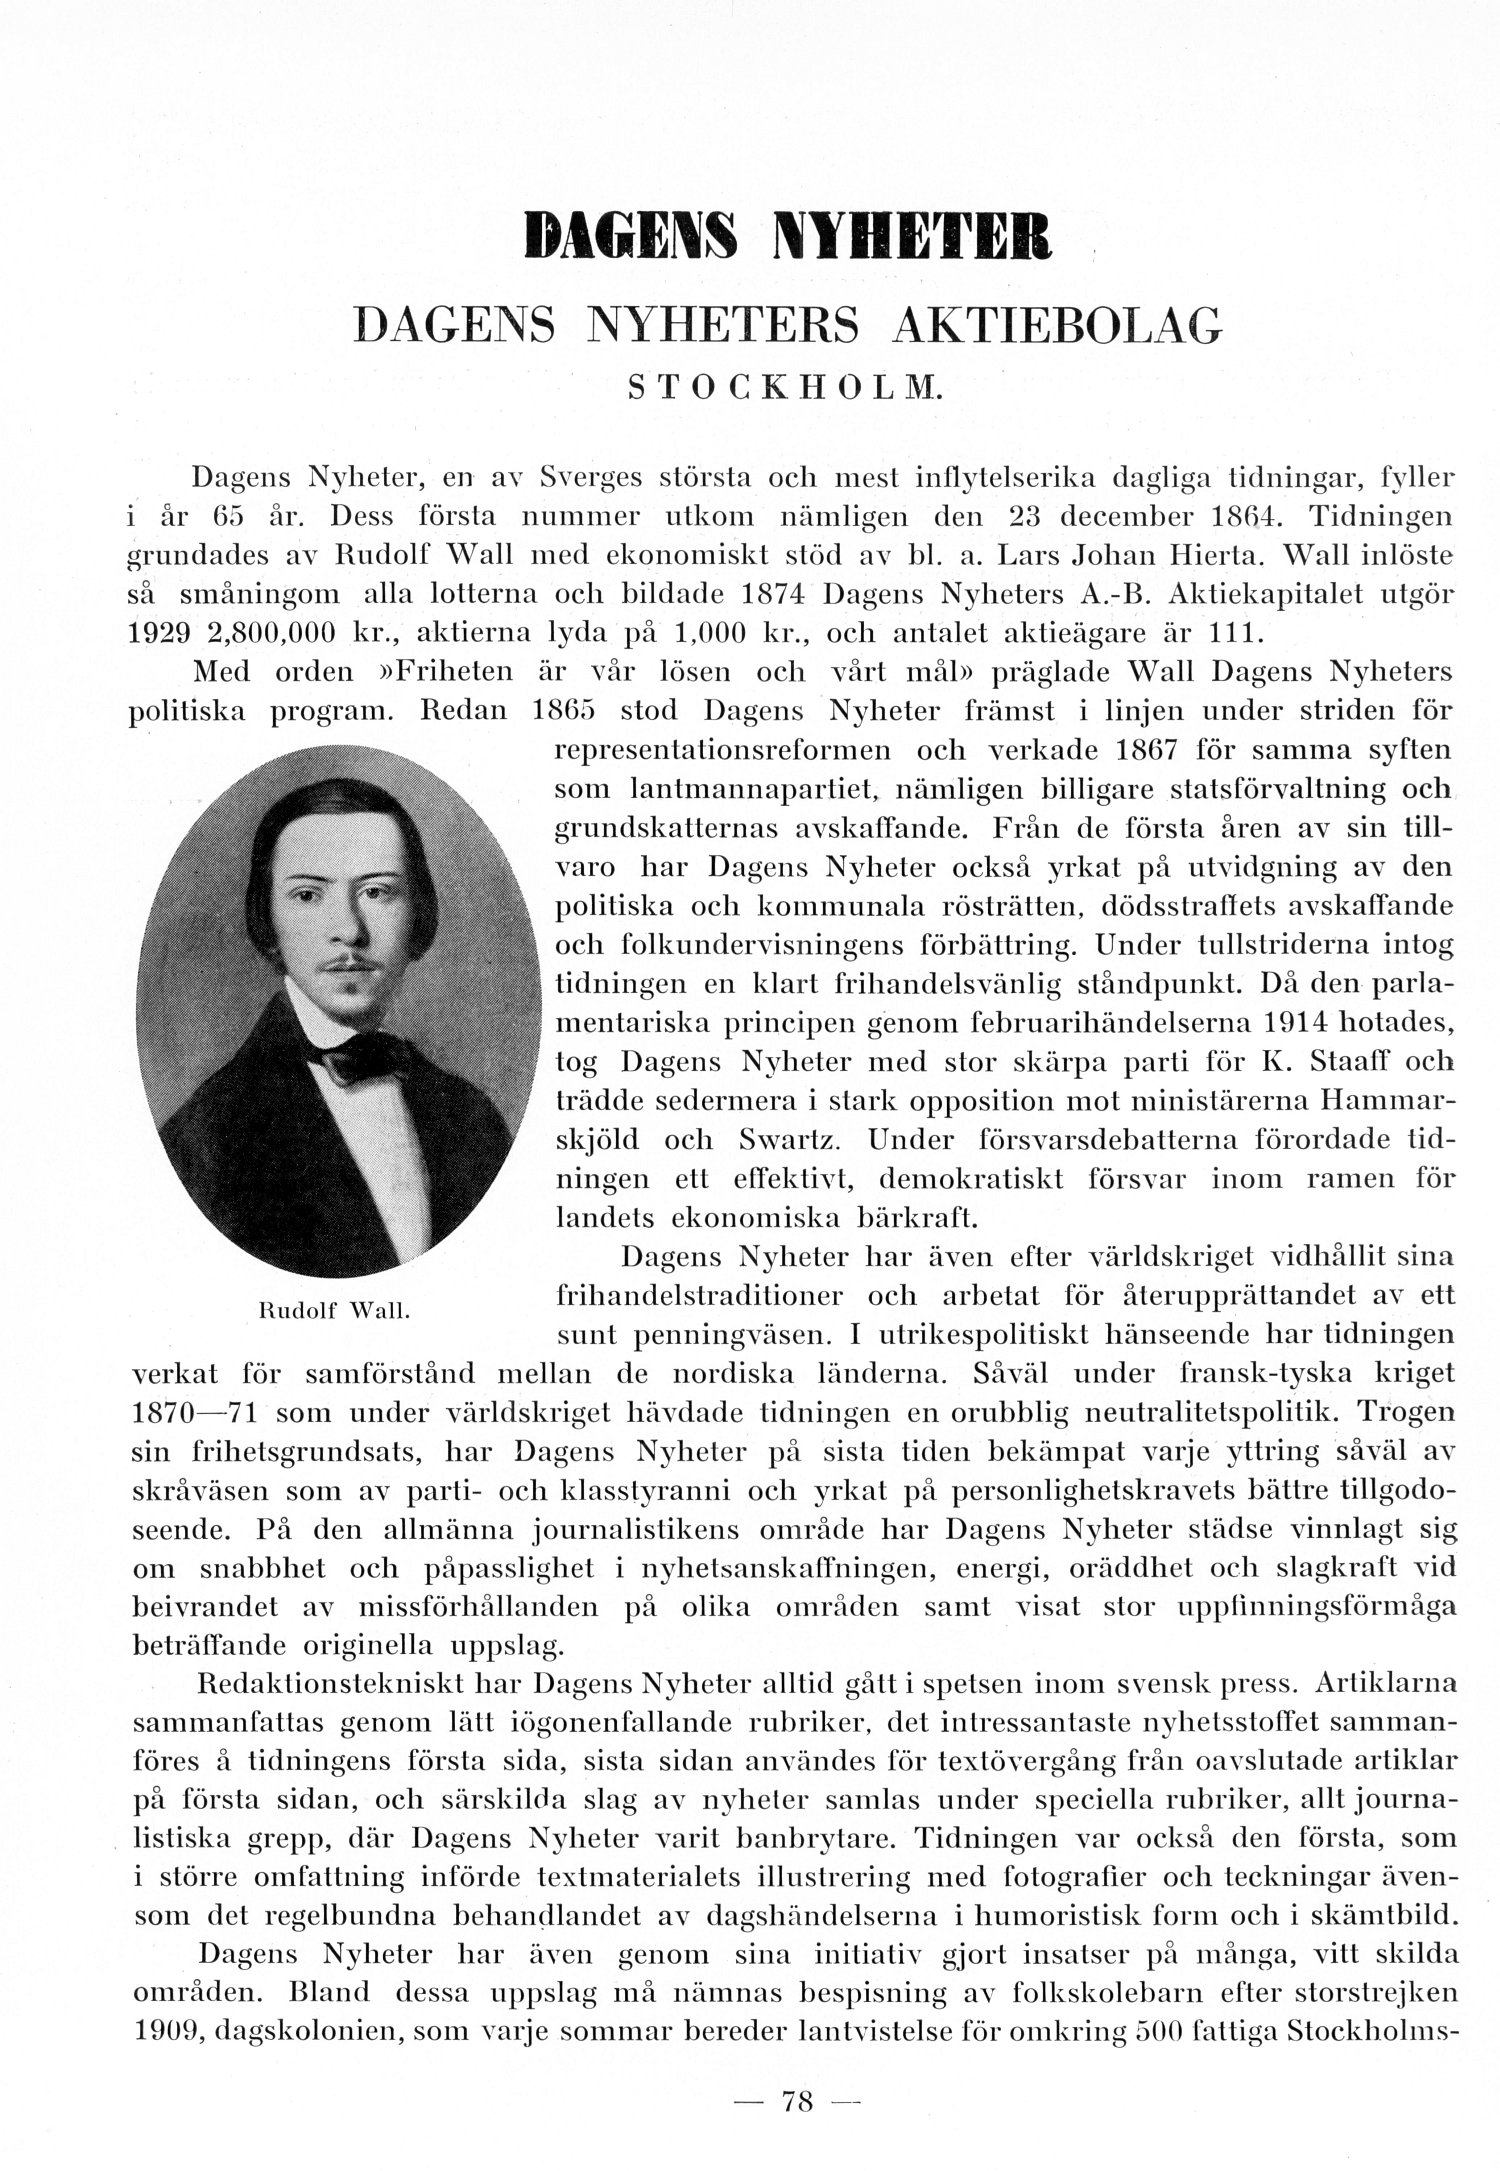 DAGENS NYHETER
DAGENS NYHETERS AKTIEBOLAG
STOCKHOLM.
Dagens Nyheter, en av Sverges största och mest inflytelserika dagliga tidningar, fyller
i år 65 år. Dess första nummer utkom nämligen den 23 december 1864. Tidningen
grundades av Rudolf Wall med ekonomiskt stöd av bl. a. Lars Johan Hierta. Wall inlöste
så småningom alla lotterna och bildade 1874 Dagens Nyheters A.-B. Aktiekapitalet utgör
1929 2,800,000 kr., aktierna lyda på 1,000 kr., och antalet aktieägare är 111.
Med orden »Friheten är vår lösen och vårt mål» präglade Wall Dagens Nyheters
politiska program. Redan 1865 stod Dagens Nyheter främst i linjen under striden för
representationsreformen och verkade 1867 för samma syften
som lantmannapartiet, nämligen billigare statsförvaltning och
grundskatternas avskaffande. Från de första åren av sin till-
varo har Dagens Nyheter också yrkat på utvidgning av den
politiska och kommunala rösträtten, dödsstraffets avskaffande
och folkundervisningens förbättring. Under tullstriderna intog
tidningen en klart frihandelsvänlig ståndpunkt. Då den parla-
mentariska principen genom februarihändelserna 1914 hotades,
tog Dagens Nyheter med stor skärpa parti för K. Staaff och
trädde sedermera i stark opposition mot ministärerna Hammar-
skjöld och Swartz. Under försvarsdebatterna förordade tid-
ningen ett effektivt, demokratiskt försvar inom ramen för
landets ekonomiska bärkraft.
Dagens Nyheter har även efter världskriget vidhållit sina
frihandelstraditioner och arbetat för återupprättandet av ett
Rudolf Wall.
sunt penningväsen. I utrikespolitiskt hänseende har tidningen
verkat för samförstånd mellan de nordiska länderna. Såväl under fransk-tyska kriget
1870—71 som under världskriget hävdade tidningen en orubblig neutralitetspolitik. Trogen
sin frihetsgrundsats, har Dagens Nyheter på sista tiden bekämpat varje yttring såväl av
skråväsen som av parti- och klasstyranni och yrkat på personlighetskravets bättre tillgodo-
seende. På den allmänna journalistikens område har Dagens Nyheter städse vinnlagt sig
om snabbhet och påpasslighet i nyhetsanskaffningen, energi, oräddhet och slagkraft vid
beivrandet av missförhållanden på olika områden samt visat stor uppfinningsförmåga
beträffande originella uppslag.
Redaktionstekniskt har Dagens Nyheter alltid gått i spetsen inom svensk press. Artiklarna
sammanfattas genom lätt iögonenfallande rubriker, det intressantaste nyhetsstoffet samman-
föres å tidningens första sida, sista sidan användes för textövergång från oavslutade artiklar
på första sidan, och särskilda slag av nyheter samlas under speciella rubriker, allt journa-
listiska grepp, där Dagens Nyheter varit banbrytare. Tidningen var också den första, som
i större omfattning införde textmaterialets illustrering med fotografier och teckningar även-
som det regelbundna behandlandet av dagshändelserna i humoristisk form och i skämtbild.
Dagens Nyheter har även genom sina initiativ gjort insatser på många, vitt skilda
områden. Bland dessa uppslag må nämnas bespisning av folkskolebarn efter storstrejken
1909, dagskolonien, som varje sommar bereder lantvistelse för omkring 500 fattiga Stockholms-
— 78 —